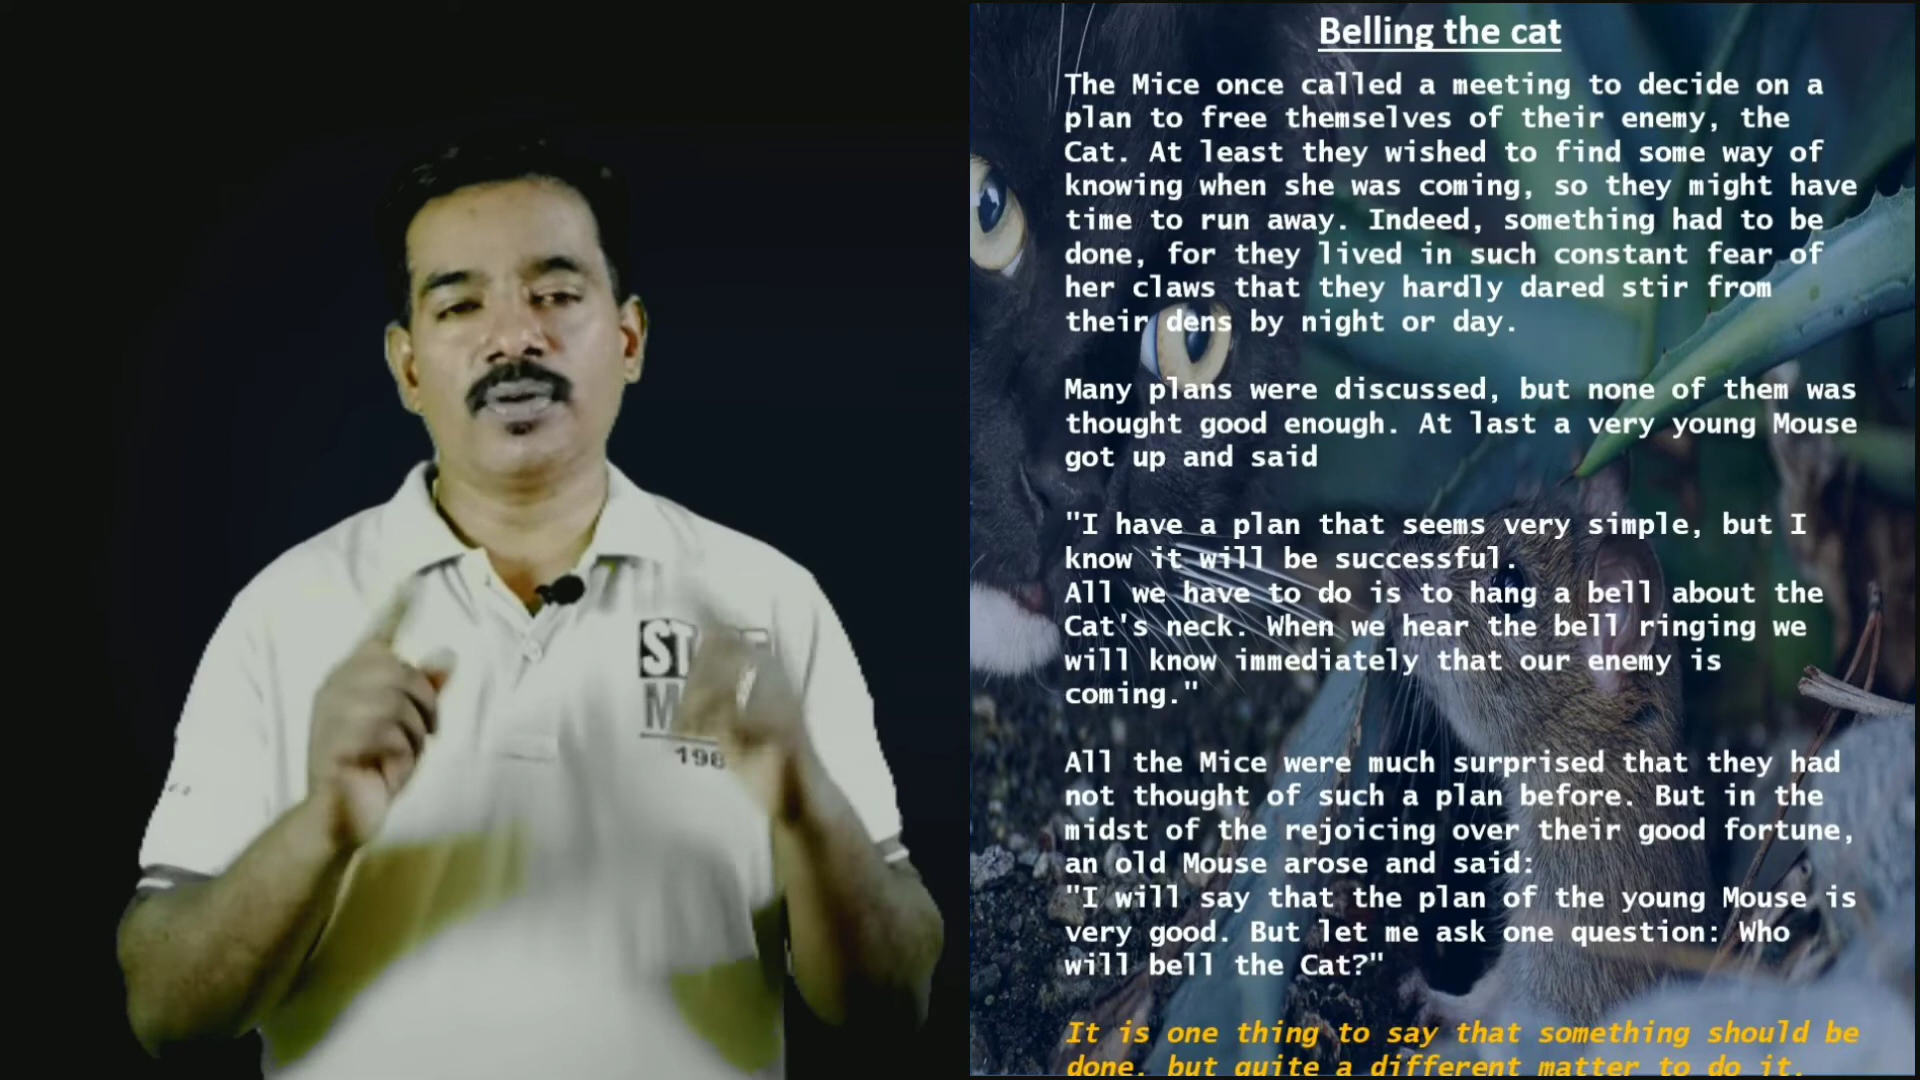 Belling the cat
The Mice once called a meeting to decide on a
plan to free themselves of their enemy, the
Cat. At least they wished to find some way of
knowing when she was coming, so they might have
time to run away. Indeed, something had to be
done, for they lived in such constant fear of
her claws that they hardly dared stir from
their dens by night or day.
Many plans were discussed, but none of them was
thought good enough. At last a very young Mouse
got up and said
"I have a plan that seems very simple, but I
know it will be successful.
All we have to do is to hang a bell about the
Cat's neck. When we hear the bell ringing we
will know immediately that our enemy is
coming."
All the Mice were much surprised that they had
not thought of such a plan before. But in the
midst of the rejoicing over their good fortune,
an old Mouse arose and said:
"I will say that the plan of the young Mouse is
very good. But let me ask one question: Who
will bell the Cat?"
It is one thing to say that something should be
done, but quite a different matter to do it.